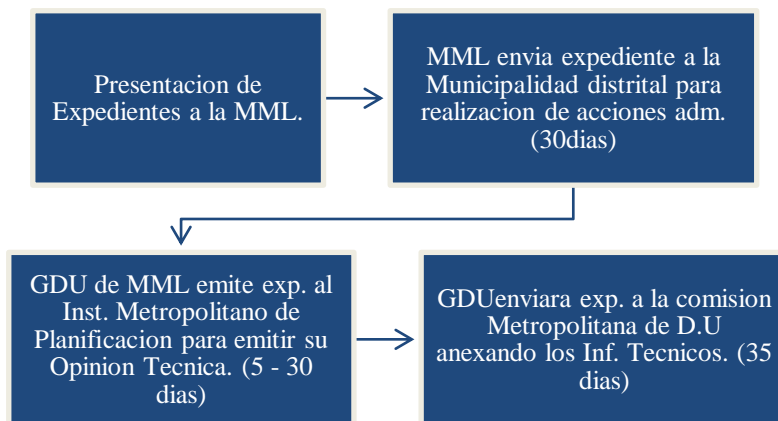 Presentacion de
Expedientes a la MML.
MML envia expediente a la
Municipalidad distrital para
realizacion de acciones adm.
(30dias)
GDU de MML emite exp. al
Inst. Metropolitano de
Planificacion para emitir su
Opinion Tecnica. (5 - 30
dias)
GDUenviara exp. a la comision
Metropolitana de D.U
anexando los Inf. Tecnicos. (35
dias)